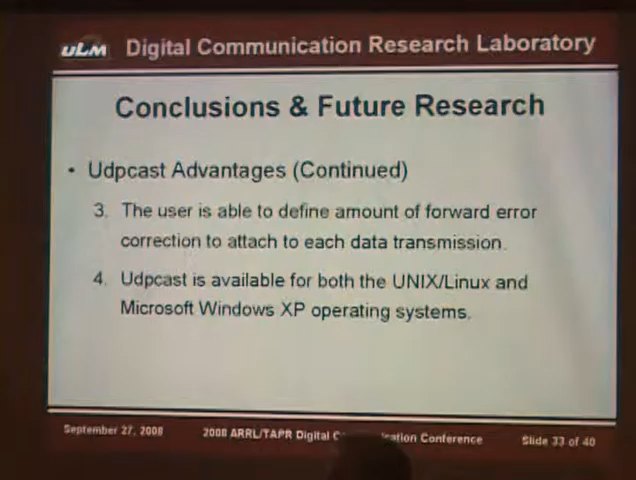 ULM Digital Communication Research Laboratory
Conclusions & Future Research
• Udpcast Advantages (Continued)
3. The user is able to define amount of forward error
correction to attach to each data transmission.
4. Udpcast is available for both the UNIX/Linux and
Microsoft Windows XP operating systems.
September 27, 2008 2008 ARRL/TAPR Digital Conference Slide 33 of 40